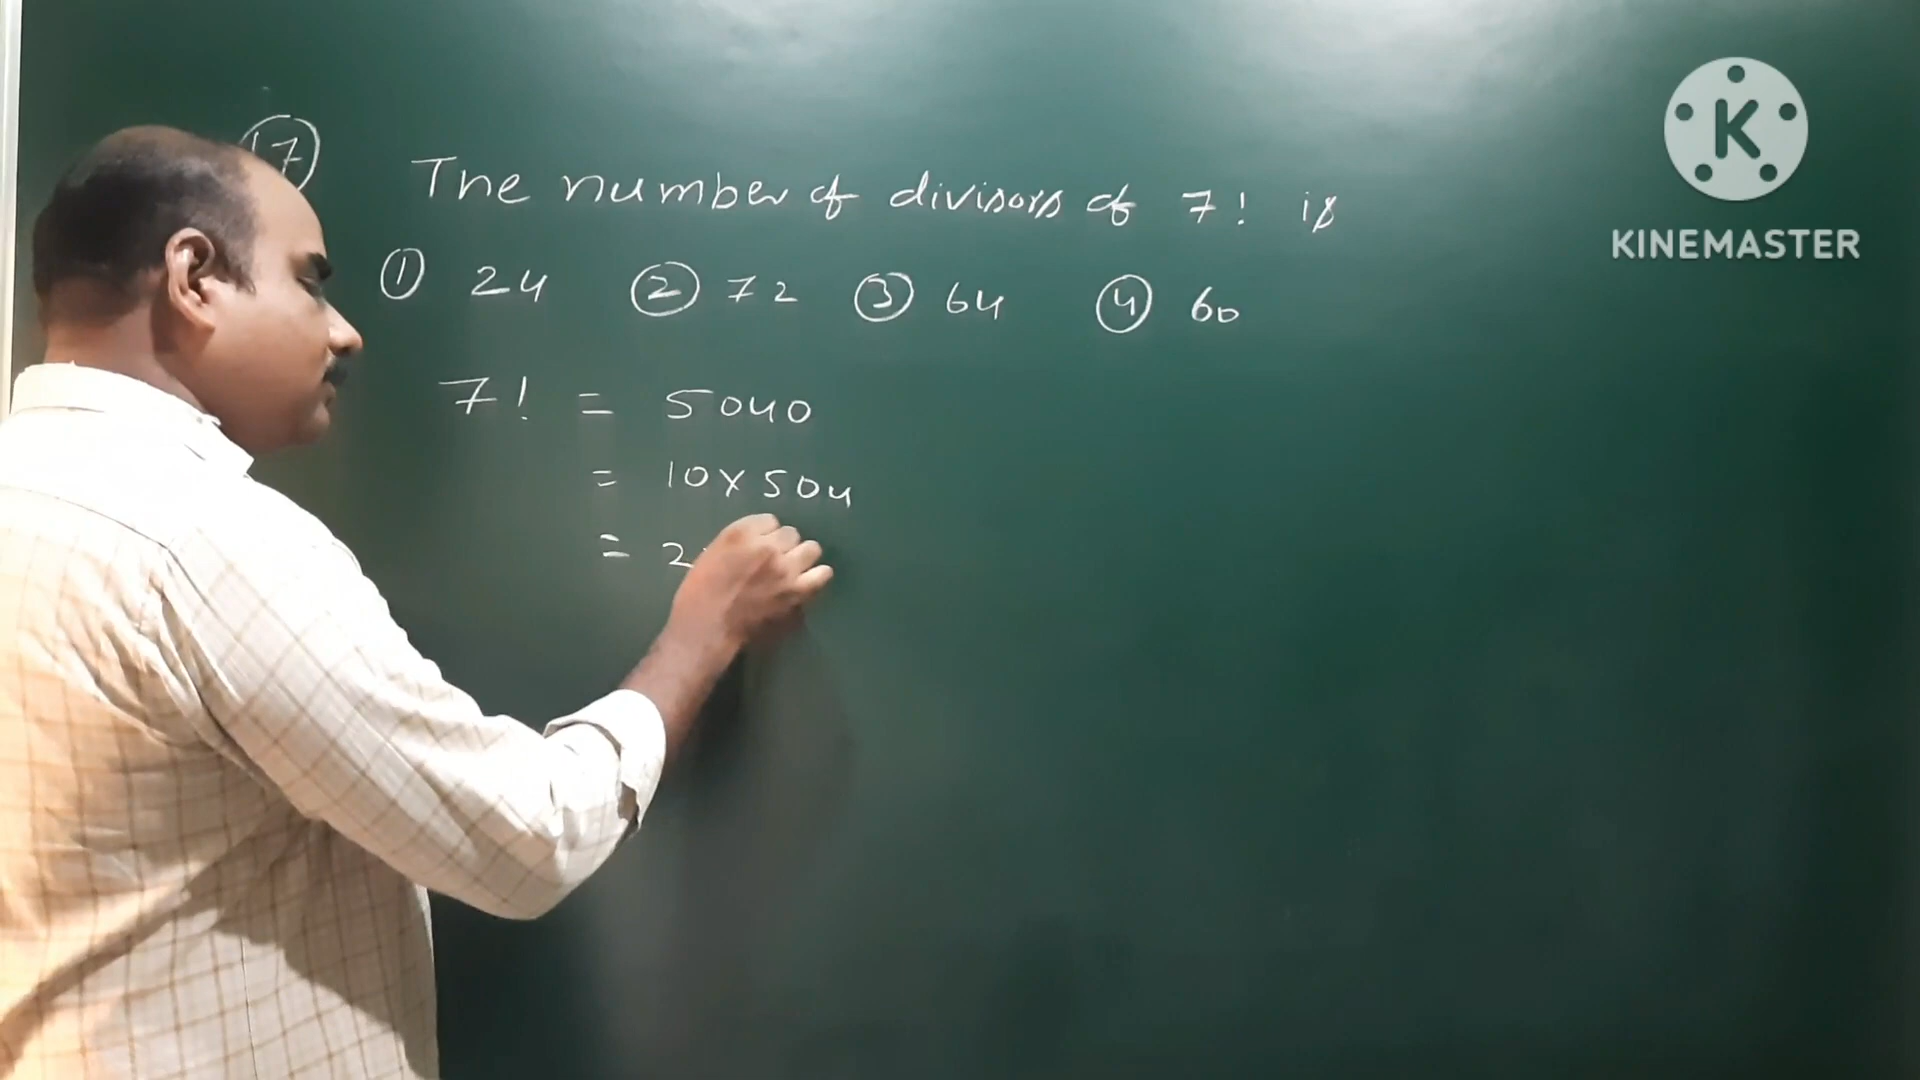 17 The number of divisors of 7! is
① 24 ② 72 ③ 64 ④ 60
7! = 5040
= 10 x 504
= 2
K
KINEMASTER